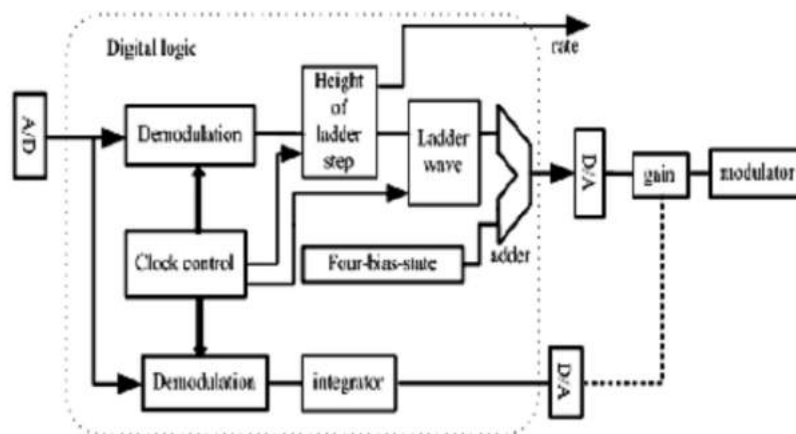 Digital logic
rate
A/D
Demodulation
Height
of
ladder
step
Ladder
wave
D/A
gain
modulator
Clock control
Four-bias-state
adder
Demodulation
integrator
D/A